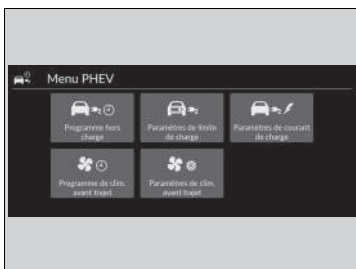 Menu PHEV
Programme hors
charge
Paramètres de limite
de charge
Paramètres de courant
de charge
Programme de clim.
avant trajet
Paramètres de clim.
avant trajet